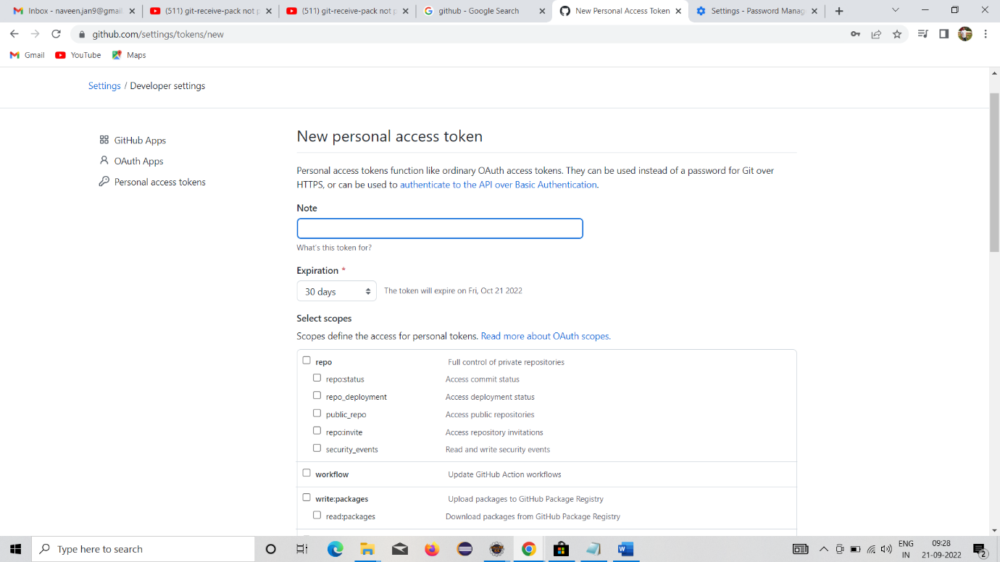 Inbox - naveen.jan9@gmail
(511) git-receive-pack not p
(511) git-receive-pack not p
github - Google Search
New Personal Access Token
Settings - Password Manag
github.com/settings/tokens/new
Gmail
YouTube
Maps
Settings / Developer settings
GitHub Apps
OAuth Apps
Personal access tokens
New personal access token
Personal access tokens function like ordinary OAuth access tokens. They can be used instead of a password for Git over
HTTPS, or can be used to authenticate to the API over Basic Authentication.
Note
What's this token for?
Expiration *
30 days The token will expire on Fri, Oct 21 2022
Select scopes
Scopes define the access for personal tokens. Read more about OAuth scopes.
repo Full control of private repositories
repo:status Access commit status
repo_deployment Access deployment status
public_repo Access public repositories
repo:invite Access repository invitations
security_events Read and write security events
workflow Update GitHub Action workflows
write:packages Upload packages to GitHub Package Registry
read:packages Download packages from GitHub Package Registry
Type here to search
ENG
IN
09:28
21-09-2022
2